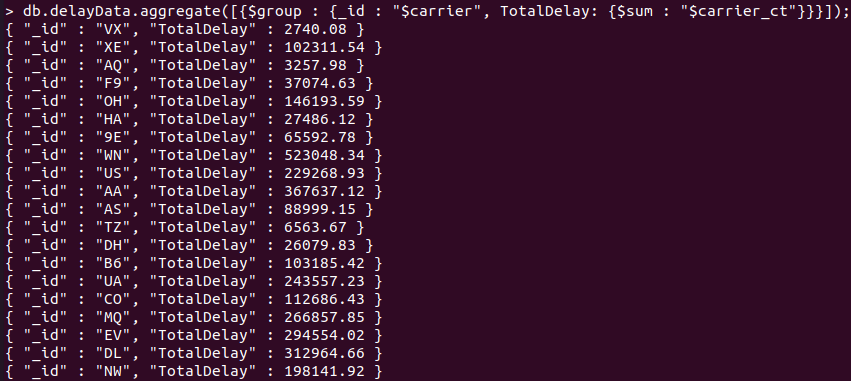 > db.delayData.aggregate([{$group : {_id : "$carrier", TotalDelay: {$sum : "$carrier_ct"}}}]);
{ "_id" : "VX", "TotalDelay" : 2740.08 }
{ "_id" : "XE", "TotalDelay" : 102311.54 }
{ "_id" : "AQ", "TotalDelay" : 3257.98 }
{ "_id" : "F9", "TotalDelay" : 37074.63 }
{ "_id" : "OH", "TotalDelay" : 146193.59 }
{ "_id" : "HA", "TotalDelay" : 27486.12 }
{ "_id" : "9E", "TotalDelay" : 65592.78 }
{ "_id" : "WN", "TotalDelay" : 523048.34 }
{ "_id" : "US", "TotalDelay" : 229268.93 }
{ "_id" : "AA", "TotalDelay" : 367637.12 }
{ "_id" : "AS", "TotalDelay" : 88999.15 }
{ "_id" : "TZ", "TotalDelay" : 6563.67 }
{ "_id" : "DH", "TotalDelay" : 26079.83 }
{ "_id" : "B6", "TotalDelay" : 103185.42 }
{ "_id" : "UA", "TotalDelay" : 243557.23 }
{ "_id" : "CO", "TotalDelay" : 112686.43 }
{ "_id" : "MQ", "TotalDelay" : 266857.85 }
{ "_id" : "EV", "TotalDelay" : 294554.02 }
{ "_id" : "DL", "TotalDelay" : 312964.66 }
{ "_id" : "NW", "TotalDelay" : 198141.92 }